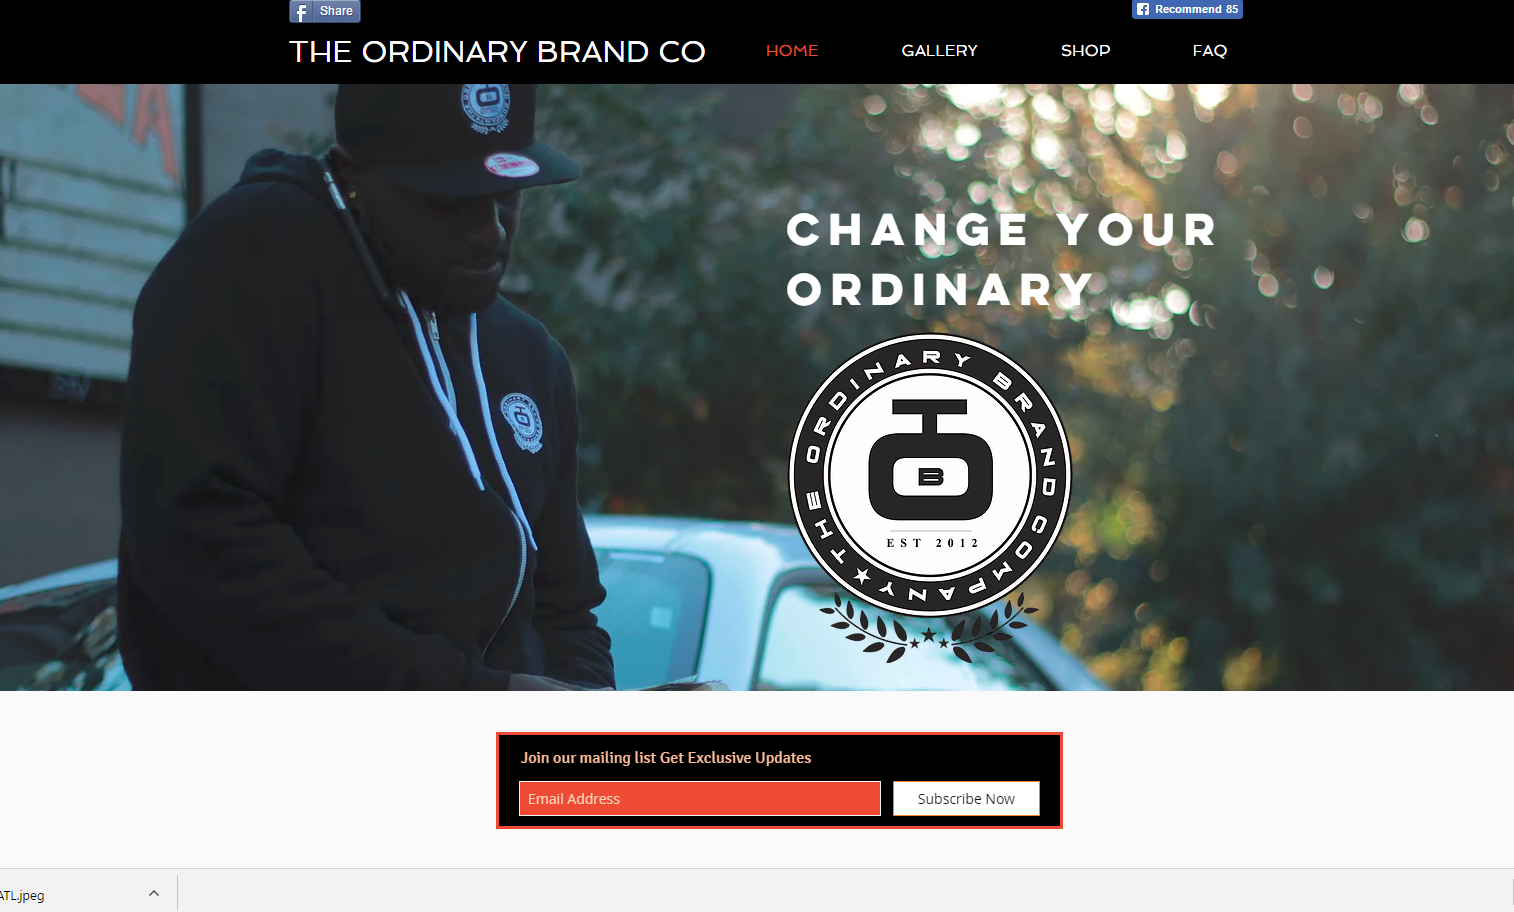 Share
Recommend 85
THE ORDINARY BRAND CO
HOME
GALLERY
SHOP
FAQ
CHANGE YOUR
ORDINARY
THE ORDINARY BRAND COMPANY
B
EST 2012
Join our mailing list Get Exclusive Updates
Email Address
Subscribe Now
ATL.jpeg